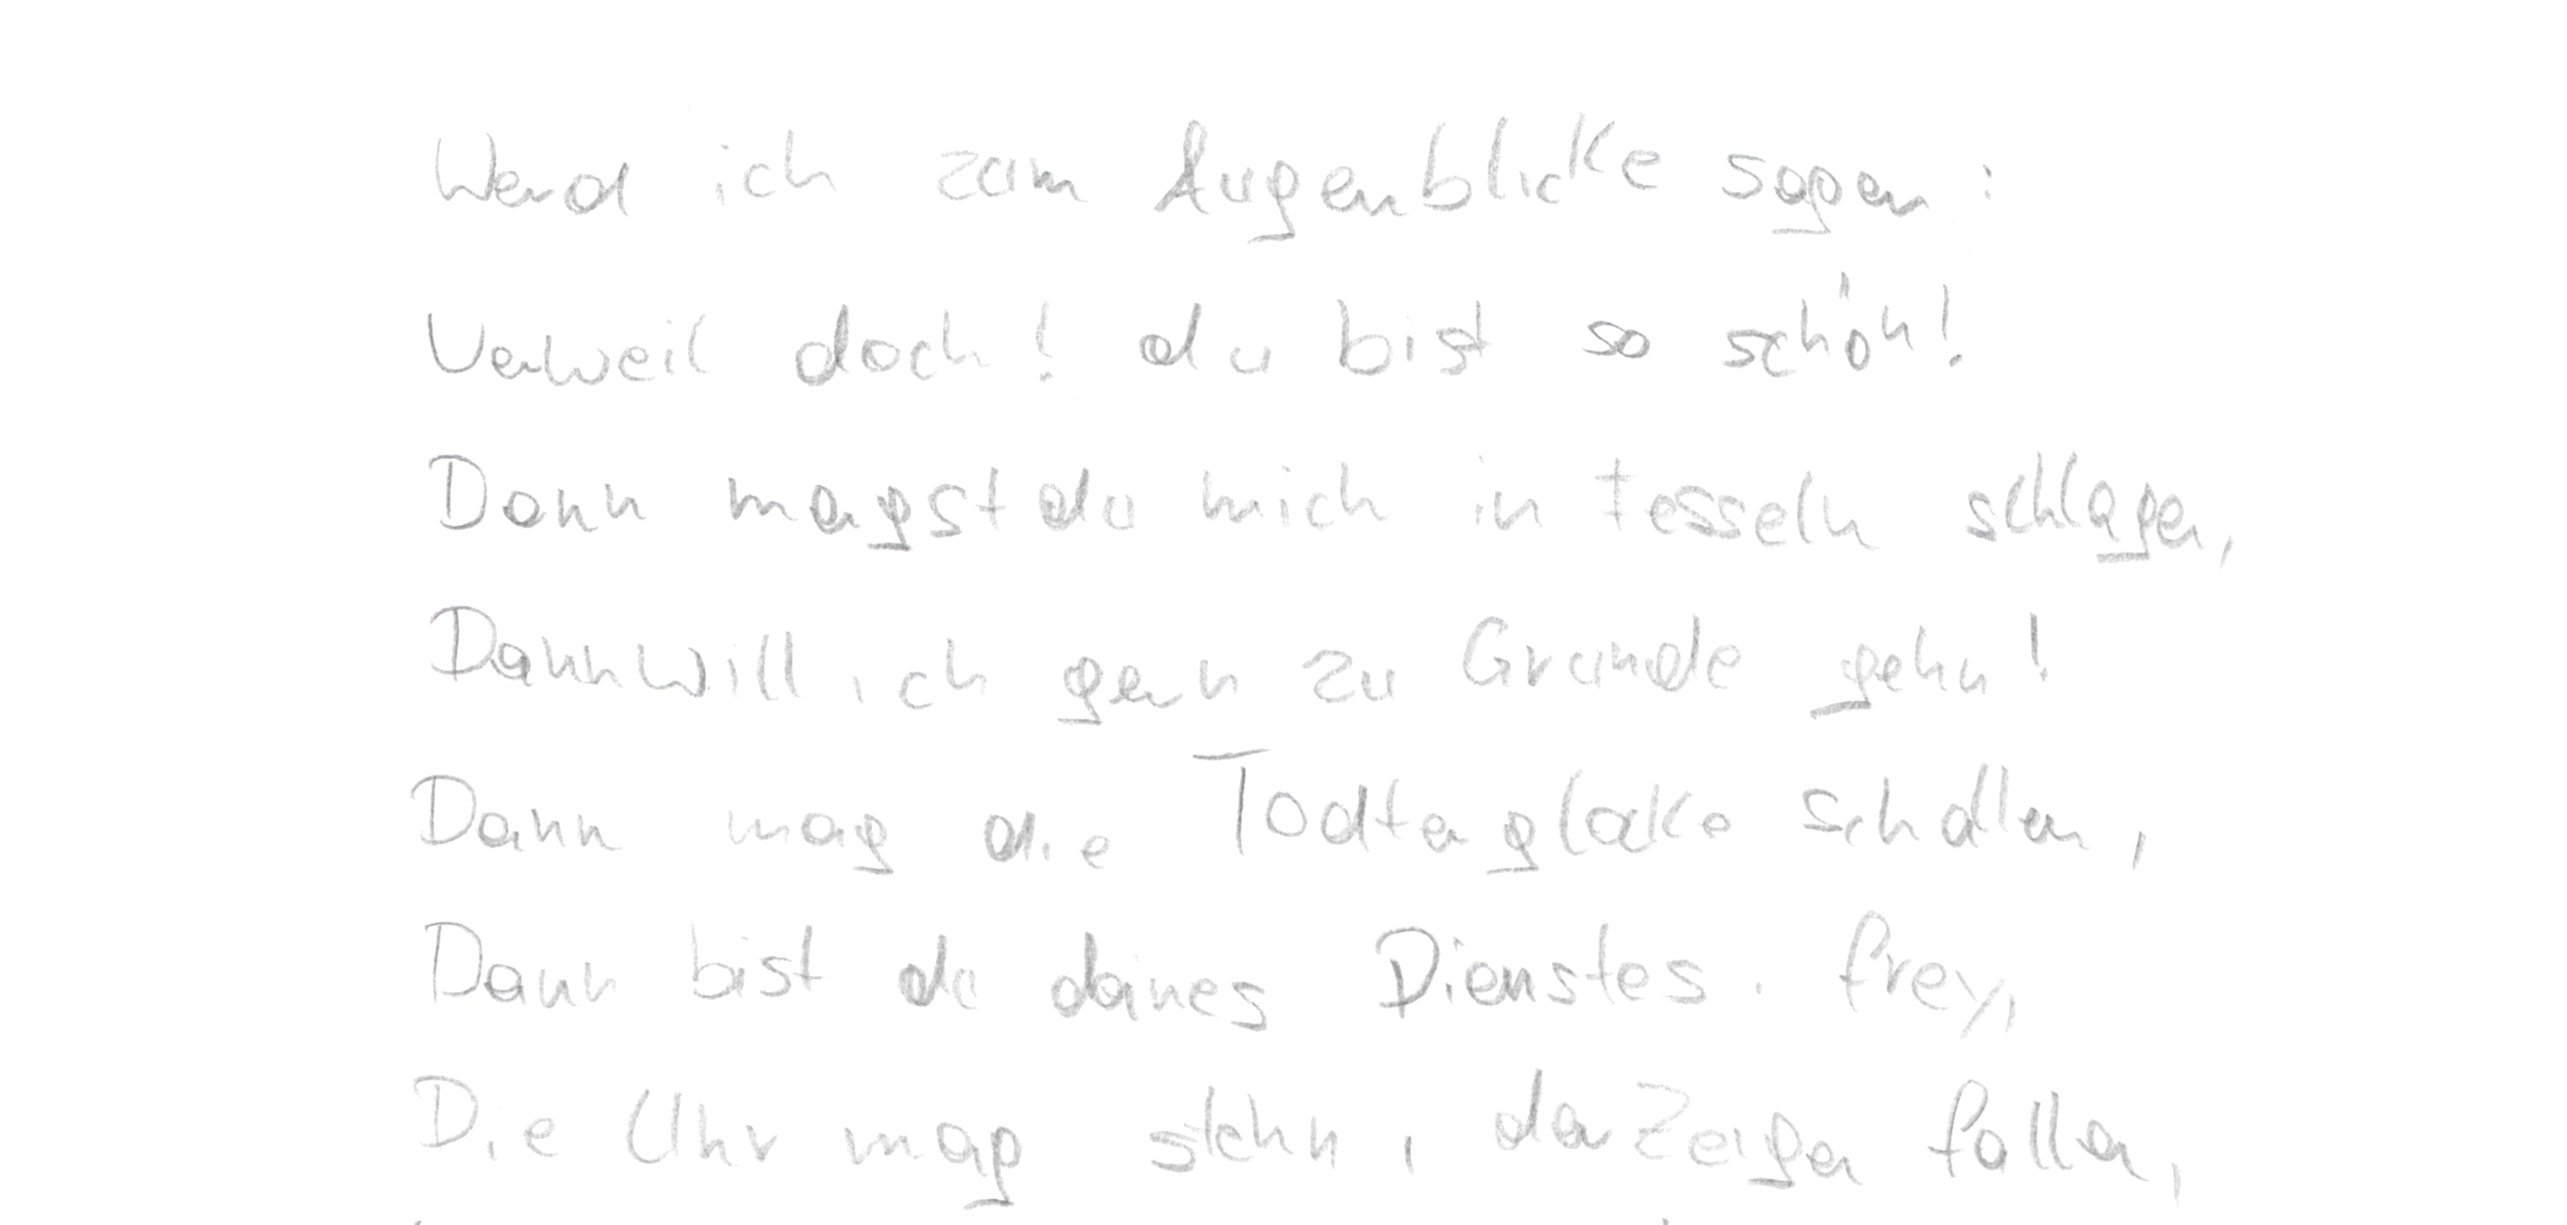 Werd ich zum Augenblicke sagen:
Verweil doch! du bist so schön!
Dann magst du mich in Fesseln schlagen,
Dann will ich gern zu Grunde gehn!
Dann mag die Todtenglocke schallen,
Dann bist du deines Dienstes frey,
Die Uhr mag stehn, der Zeiger fallen,